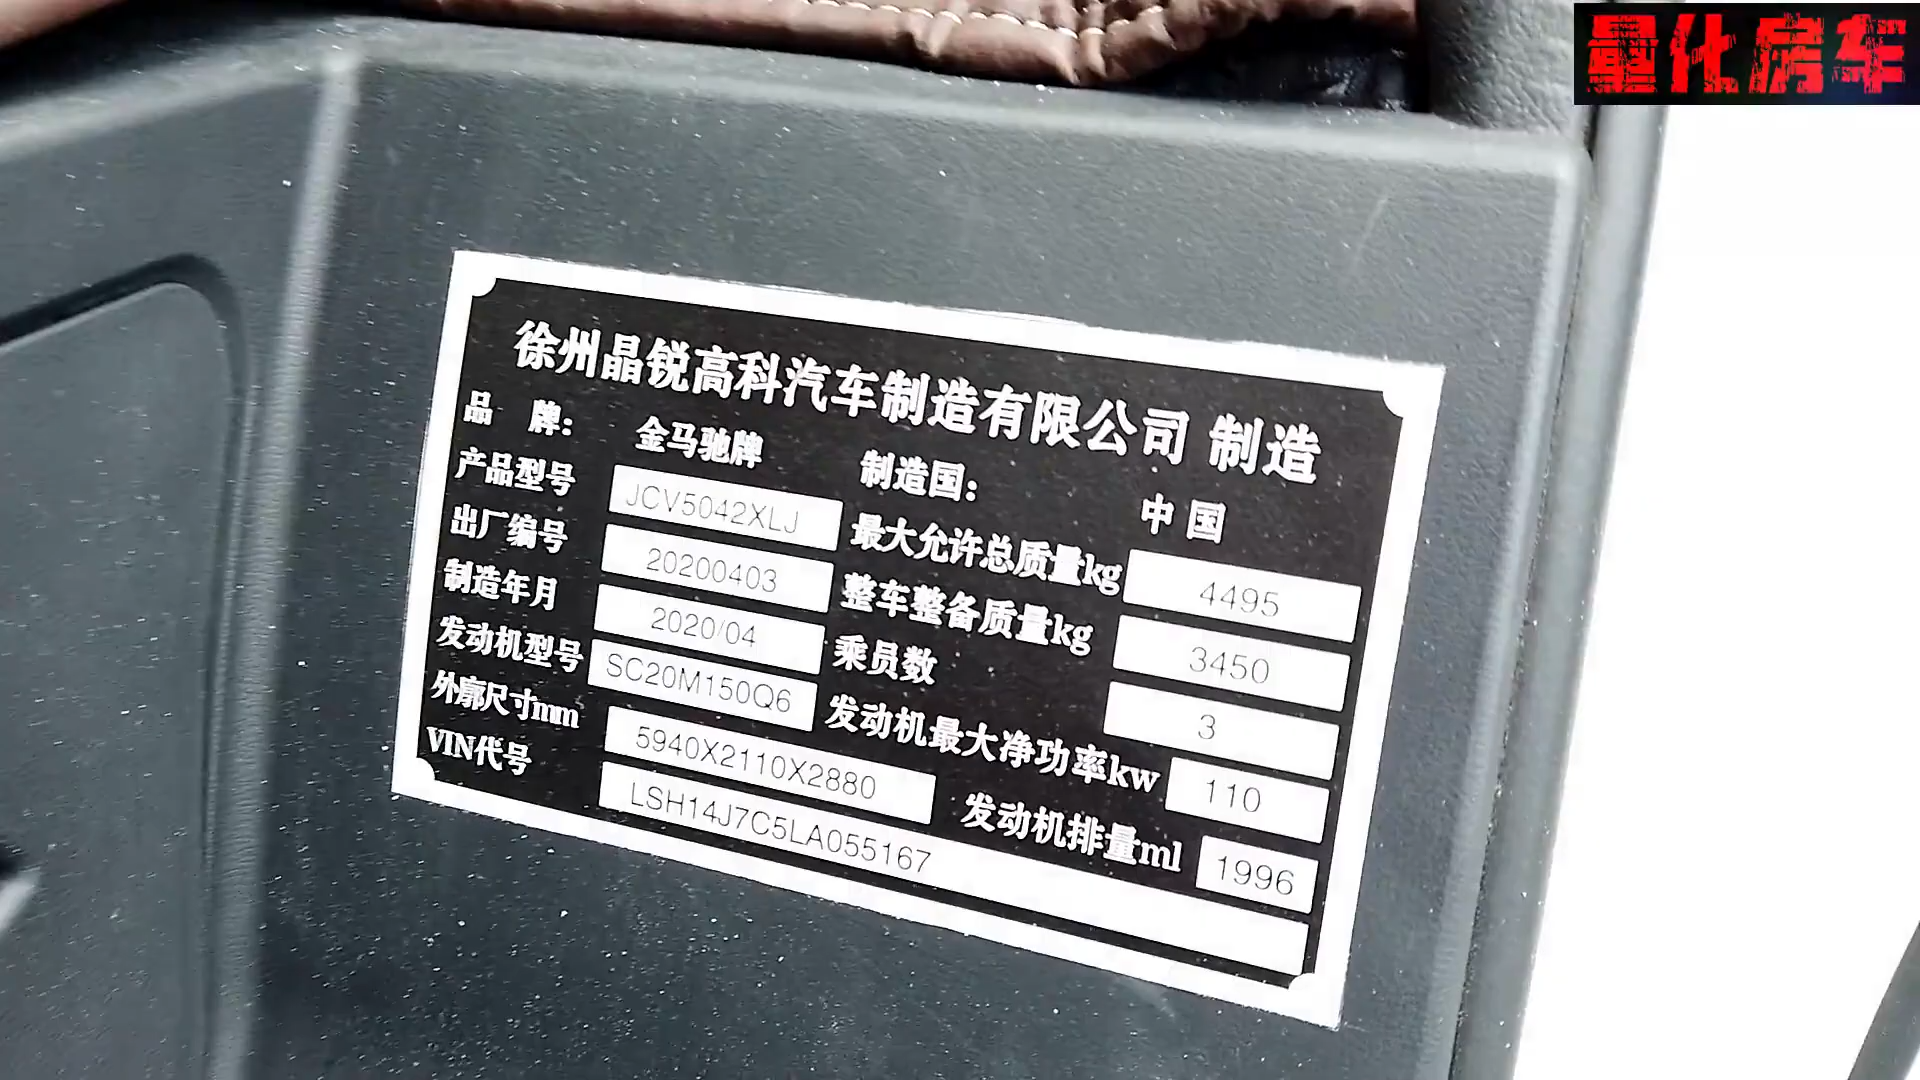 量化房车
徐州晶锐高科汽车制造有限公司 制造
品 牌: 金马驰牌 制造国: 中国
产品型号 JCV5042XLJ 最大允许总质量kg 4495
出厂编号 20200403 整车整备质量kg 3450
制造年月 2020/04 乘员数 3
发动机型号 SC20M150Q6 发动机最大净功率kw 110
外廓尺寸mm 5940X2110X2880 发动机排量ml 1996
VIN代号 LSH14J7C5LA055167